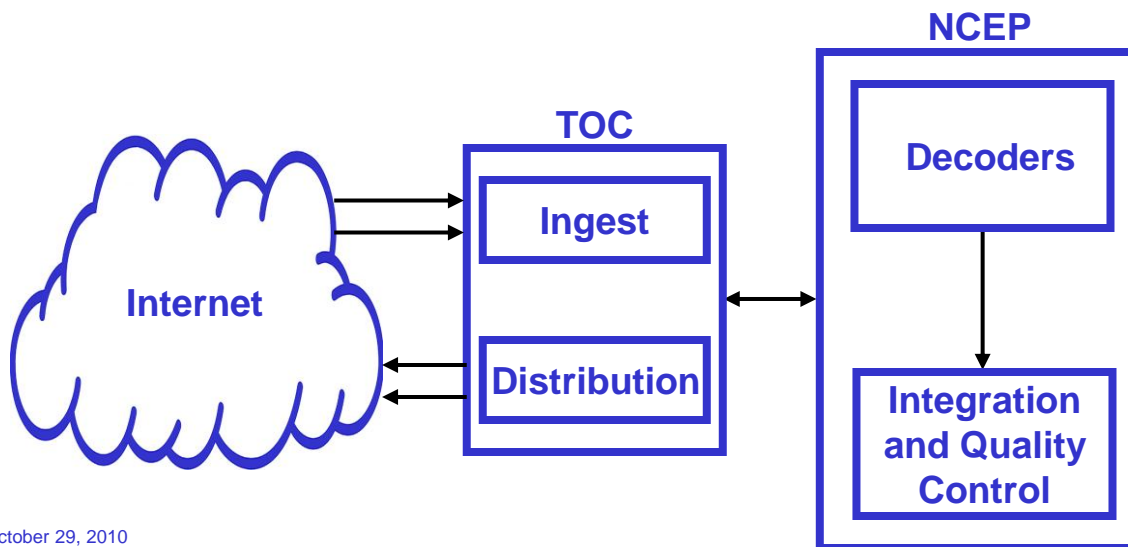 NCEP
TOC
Decoders
Ingest
Internet
Distribution
Integration
and Quality
Control
ctober 29, 2010